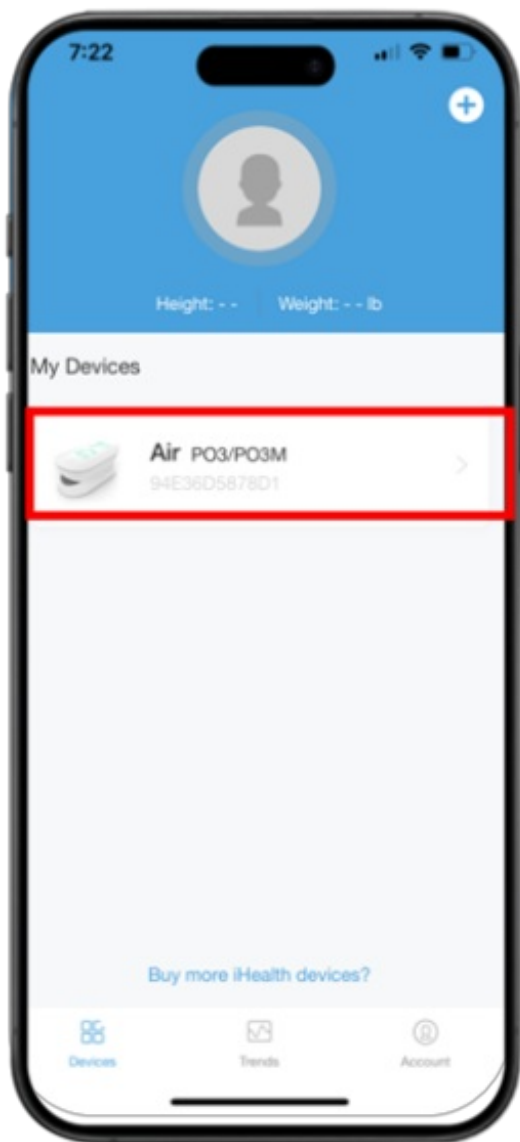 7:22
Height: - - Weight: - - lb
My Devices
Air PO3/PO3M
94E36D5878D1
Buy more iHealth devices?
Devices Trends Account